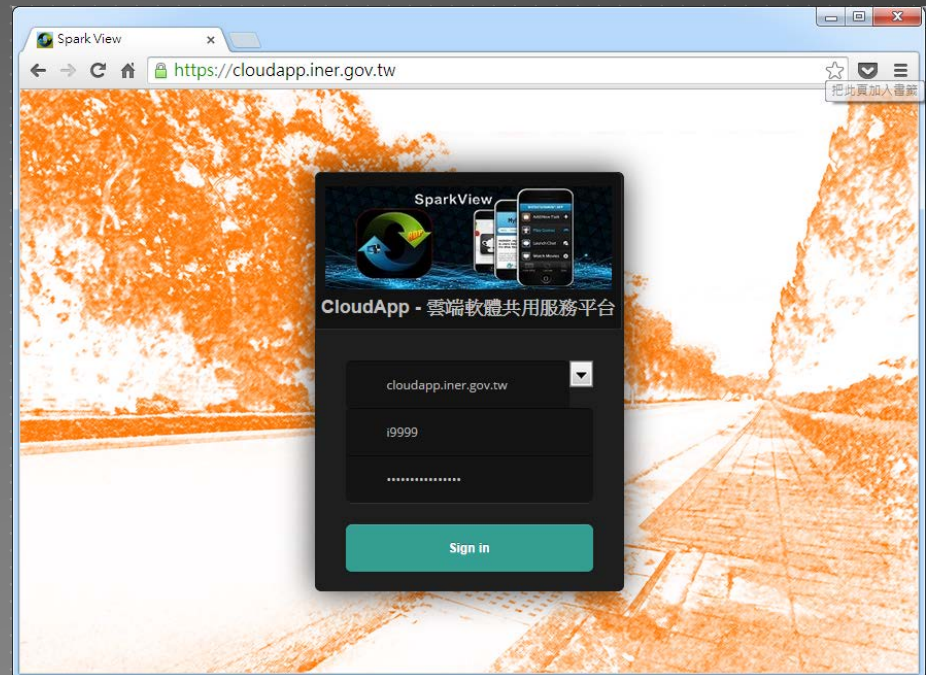 Spark View
https://cloudapp.iner.gov.tw
把此頁加入書籤
SparkView
CloudApp - 雲端軟體共用服務平台
cloudapp.iner.gov.tw
i9999
••••••••••••••••
Sign in